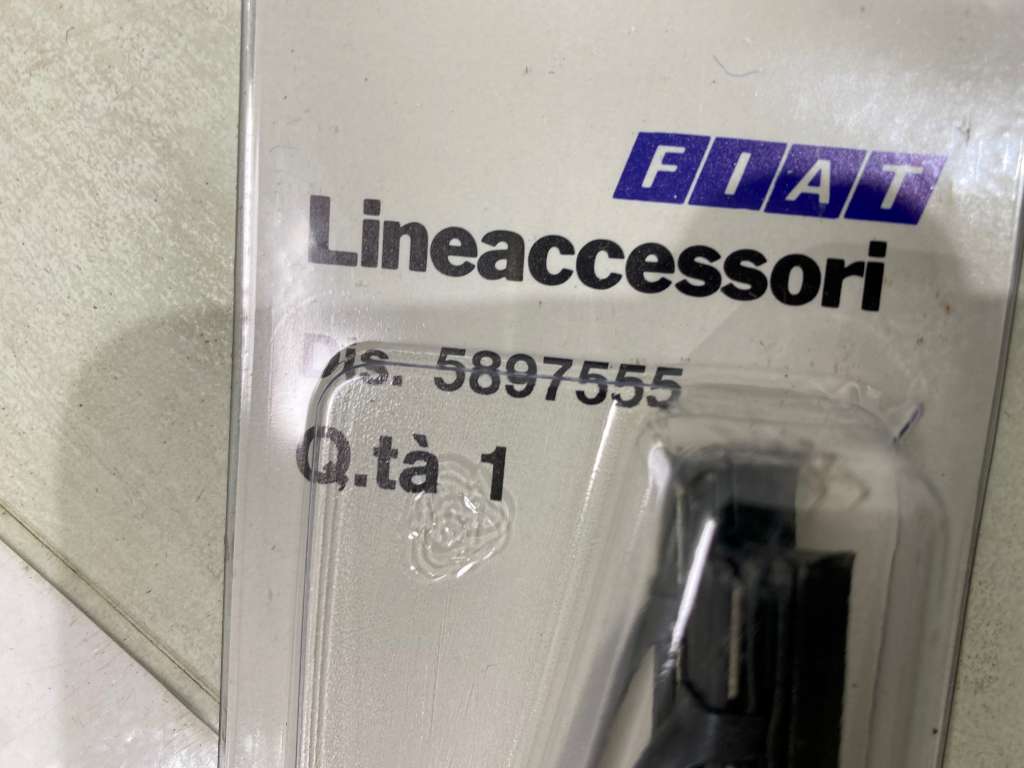 FIAT
Lineaccessori
Dis. 5897555
Q.tà 1